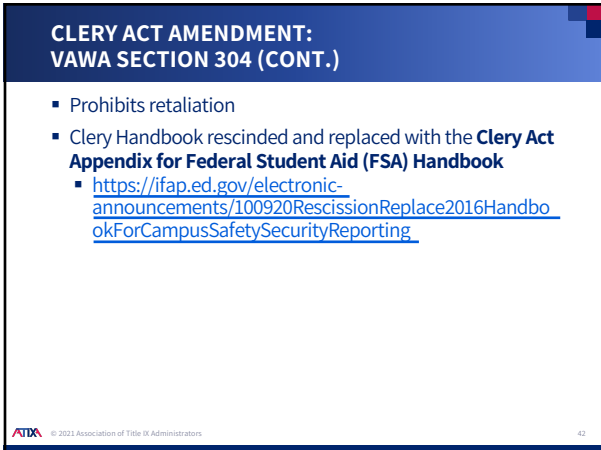 CLERY ACT AMENDMENT:
VAWA SECTION 304 (CONT.)
▪ Prohibits retaliation
▪ Clery Handbook rescinded and replaced with the Clery Act
Appendix for Federal Student Aid (FSA) Handbook
▪ https://ifap.ed.gov/electronic-
announcements/100920RescissionReplace2016Handbo
okForCampusSafetySecurityReporting
ATIXA © 2021 Association of Title IX Administrators
42